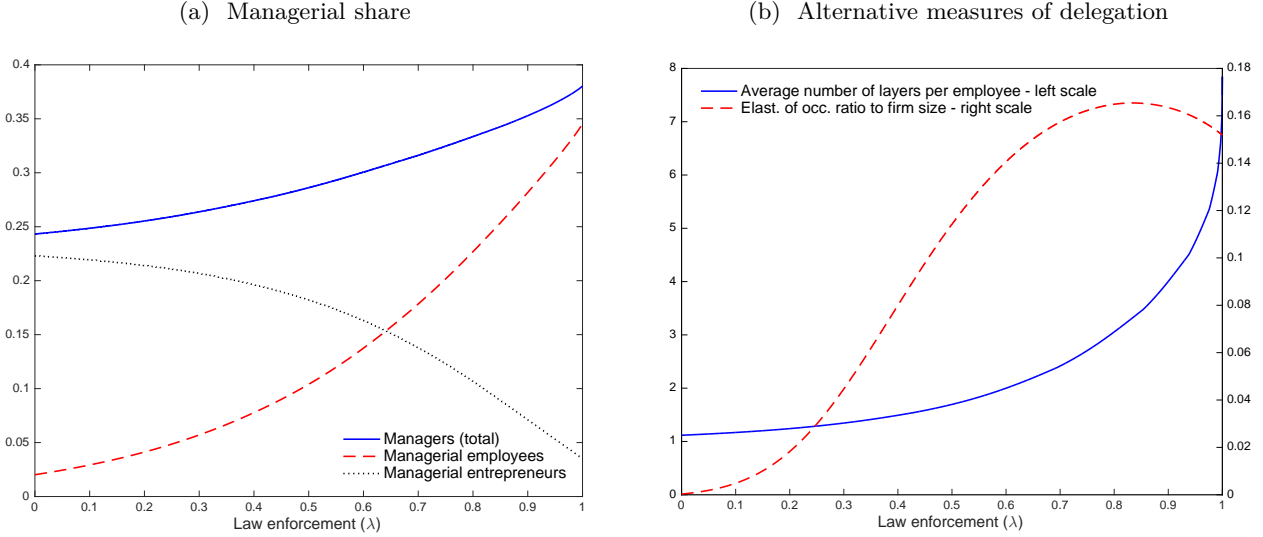 (a) Managerial share
0.4
0.35
0.3
0.25
0.2
0.15
0.1
0.05
0
Managers (total)
Managerial employees
Managerial entrepreneurs
0 0.1 0.2 0.3 0.4 0.5 0.6 0.7 0.8 0.9 1
Law enforcement (λ)
(b) Alternative measures of delegation
8
7
6
5
4
3
2
1
0
Average number of layers per employee - left scale
Elast. of occ. ratio to firm size - right scale
0.18
0.16
0.14
0.12
0.1
0.08
0.06
0.04
0.02
0
0 0.1 0.2 0.3 0.4 0.5 0.6 0.7 0.8 0.9 1
Law enforcement (λ)